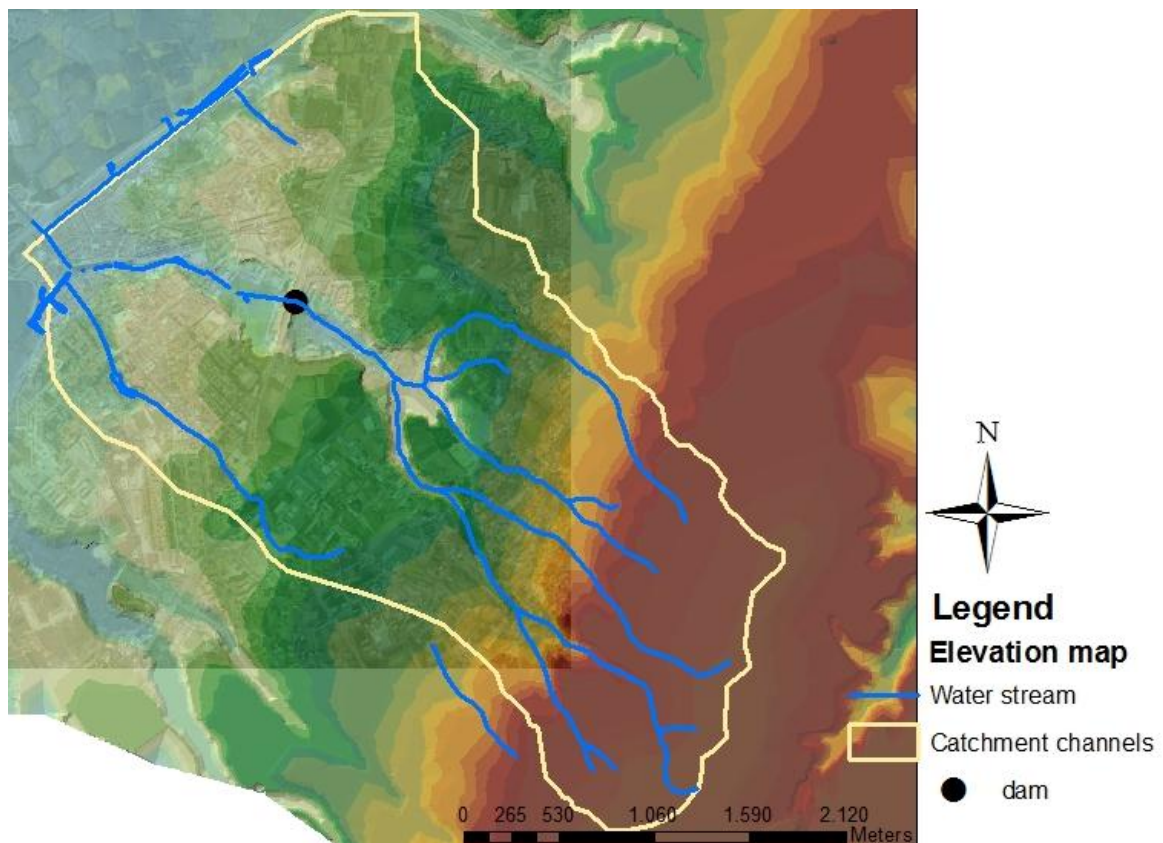 N
Legend
Elevation map
Water stream
Catchment channels
dam
0 265 530 1.060 1.590 2.120
Meters